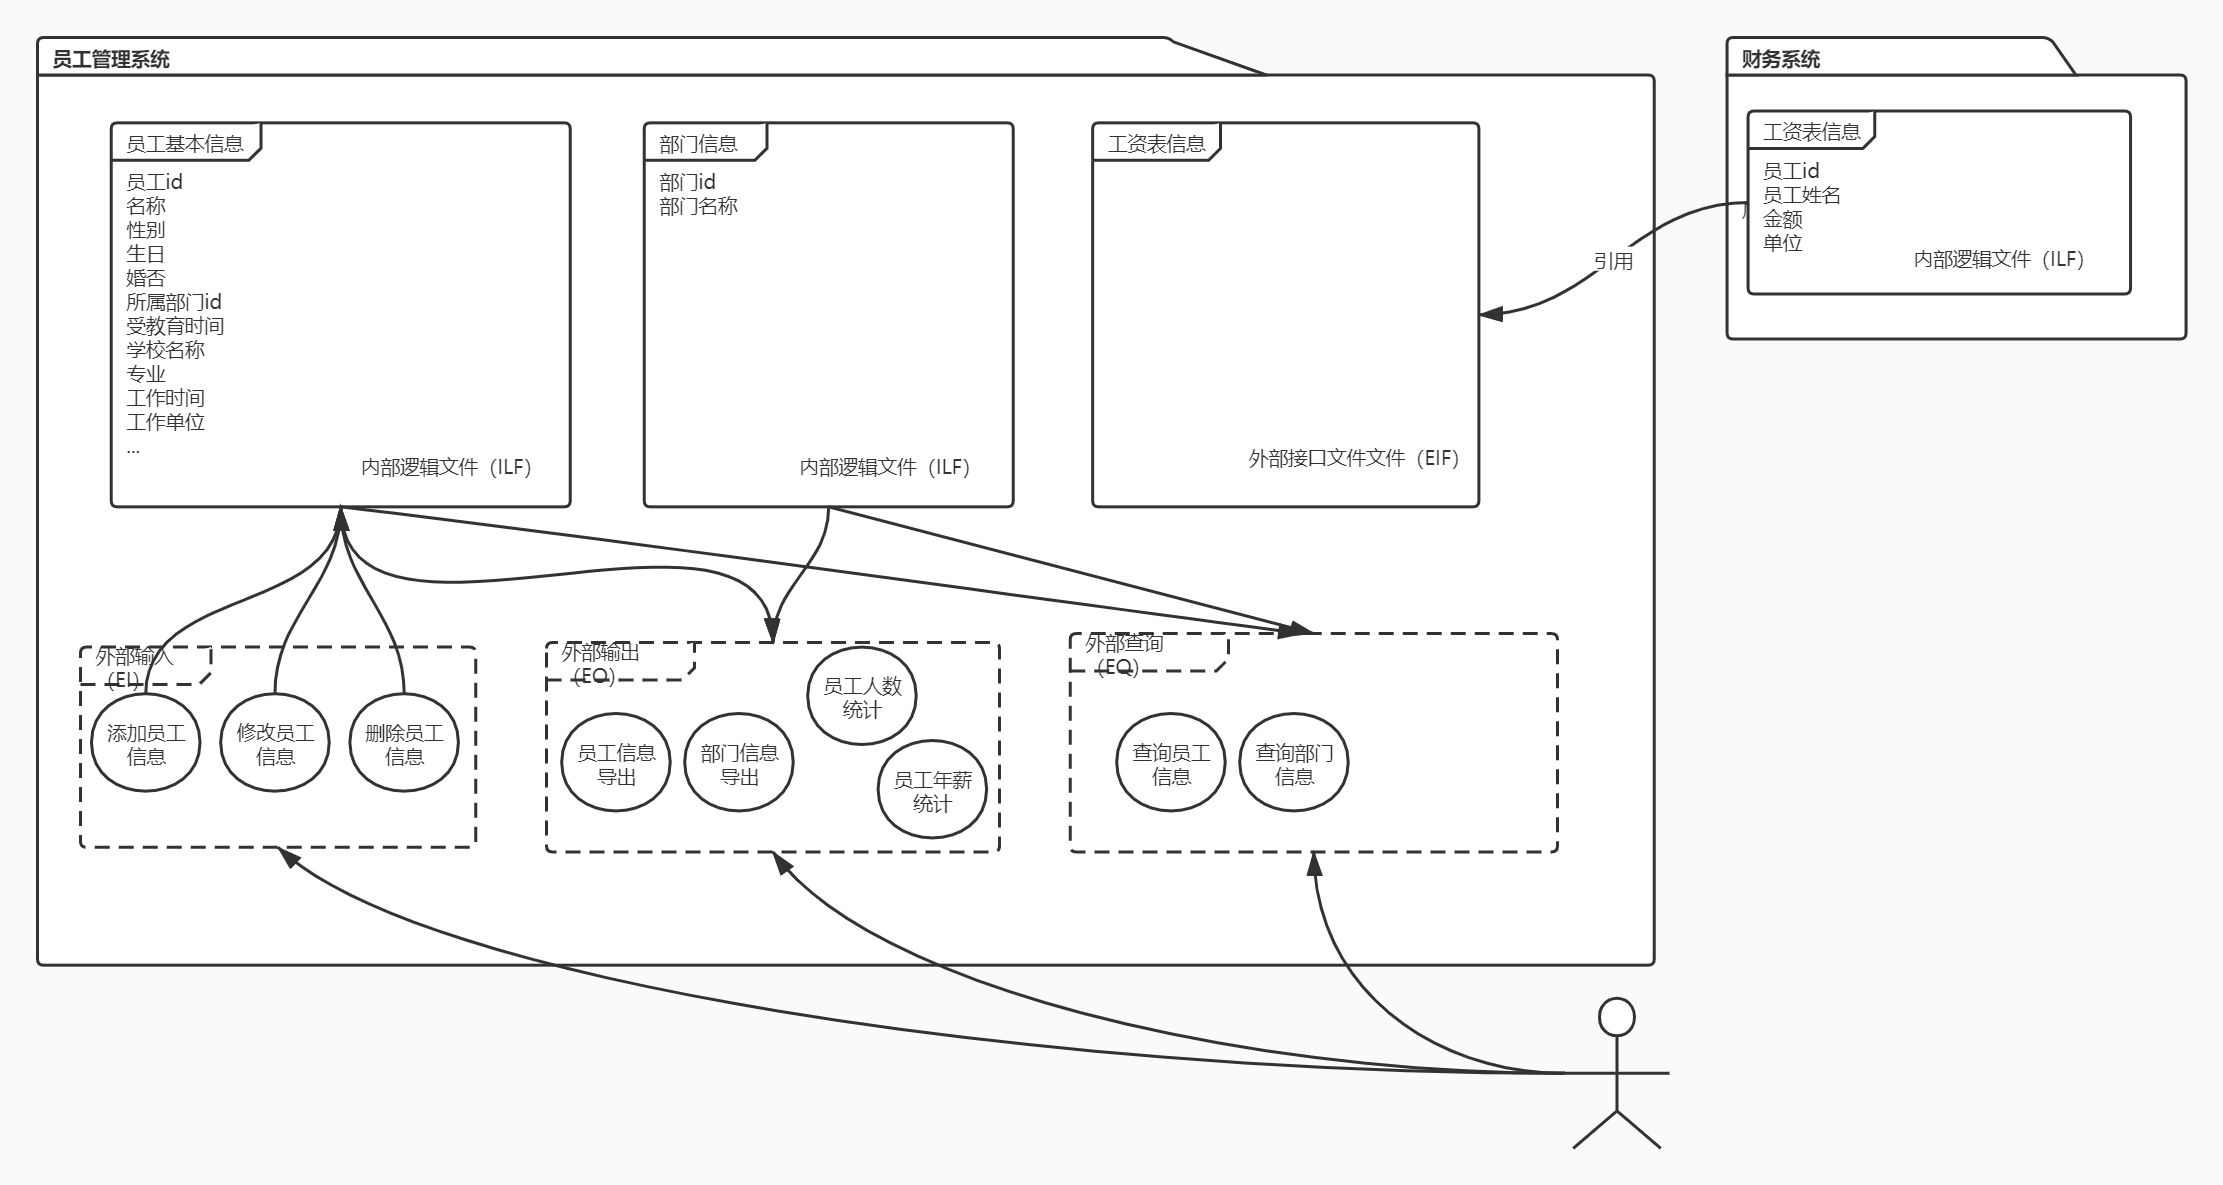 员工管理系统
员工基本信息
员工id
名称
性别
生日
婚否
所属部门id
受教育时间
学校名称
专业
工作时间
工作单位
...
内部逻辑文件（ILF）
部门信息
部门id
部门名称
内部逻辑文件（ILF）
工资表信息
外部接口文件文件（EIF）
引用
财务系统
工资表信息
员工id
员工姓名
金额
单位
内部逻辑文件（ILF）
外部输入
（EI）
添加员工
信息
修改员工
信息
删除员工
信息
外部输出
（EO）
员工信息
导出
部门信息
导出
员工人数
统计
员工年薪
统计
外部查询
（EQ）
查询员工
信息
查询部门
信息